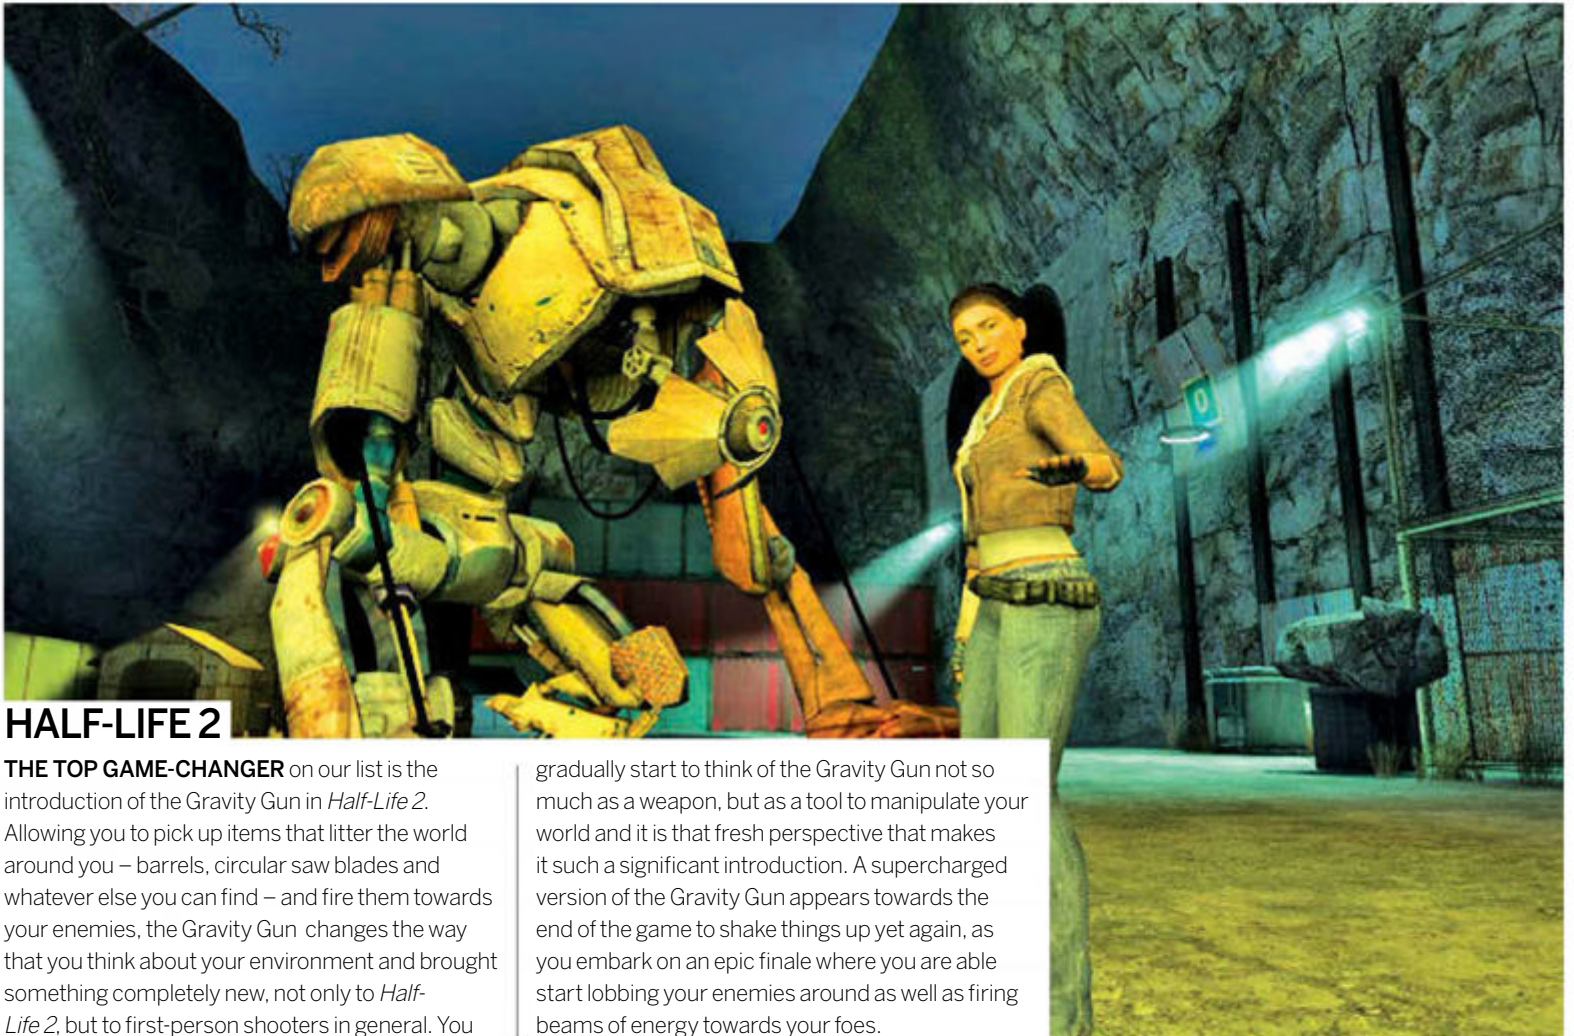 HALF-LIFE 2
THE TOP GAME-CHANGER on our list is the
introduction of the Gravity Gun in Half-Life 2.
Allowing you to pick up items that litter the world
around you – barrels, circular saw blades and
whatever else you can find – and fire them towards
your enemies, the Gravity Gun changes the way
that you think about your environment and brought
something completely new, not only to Half-
Life 2, but to first-person shooters in general. You
gradually start to think of the Gravity Gun not so
much as a weapon, but as a tool to manipulate your
world and it is that fresh perspective that makes
it such a significant introduction. A supercharged
version of the Gravity Gun appears towards the
end of the game to shake things up yet again, as
you embark on an epic finale where you are able
start lobbing your enemies around as well as firing
beams of energy towards your foes.
0